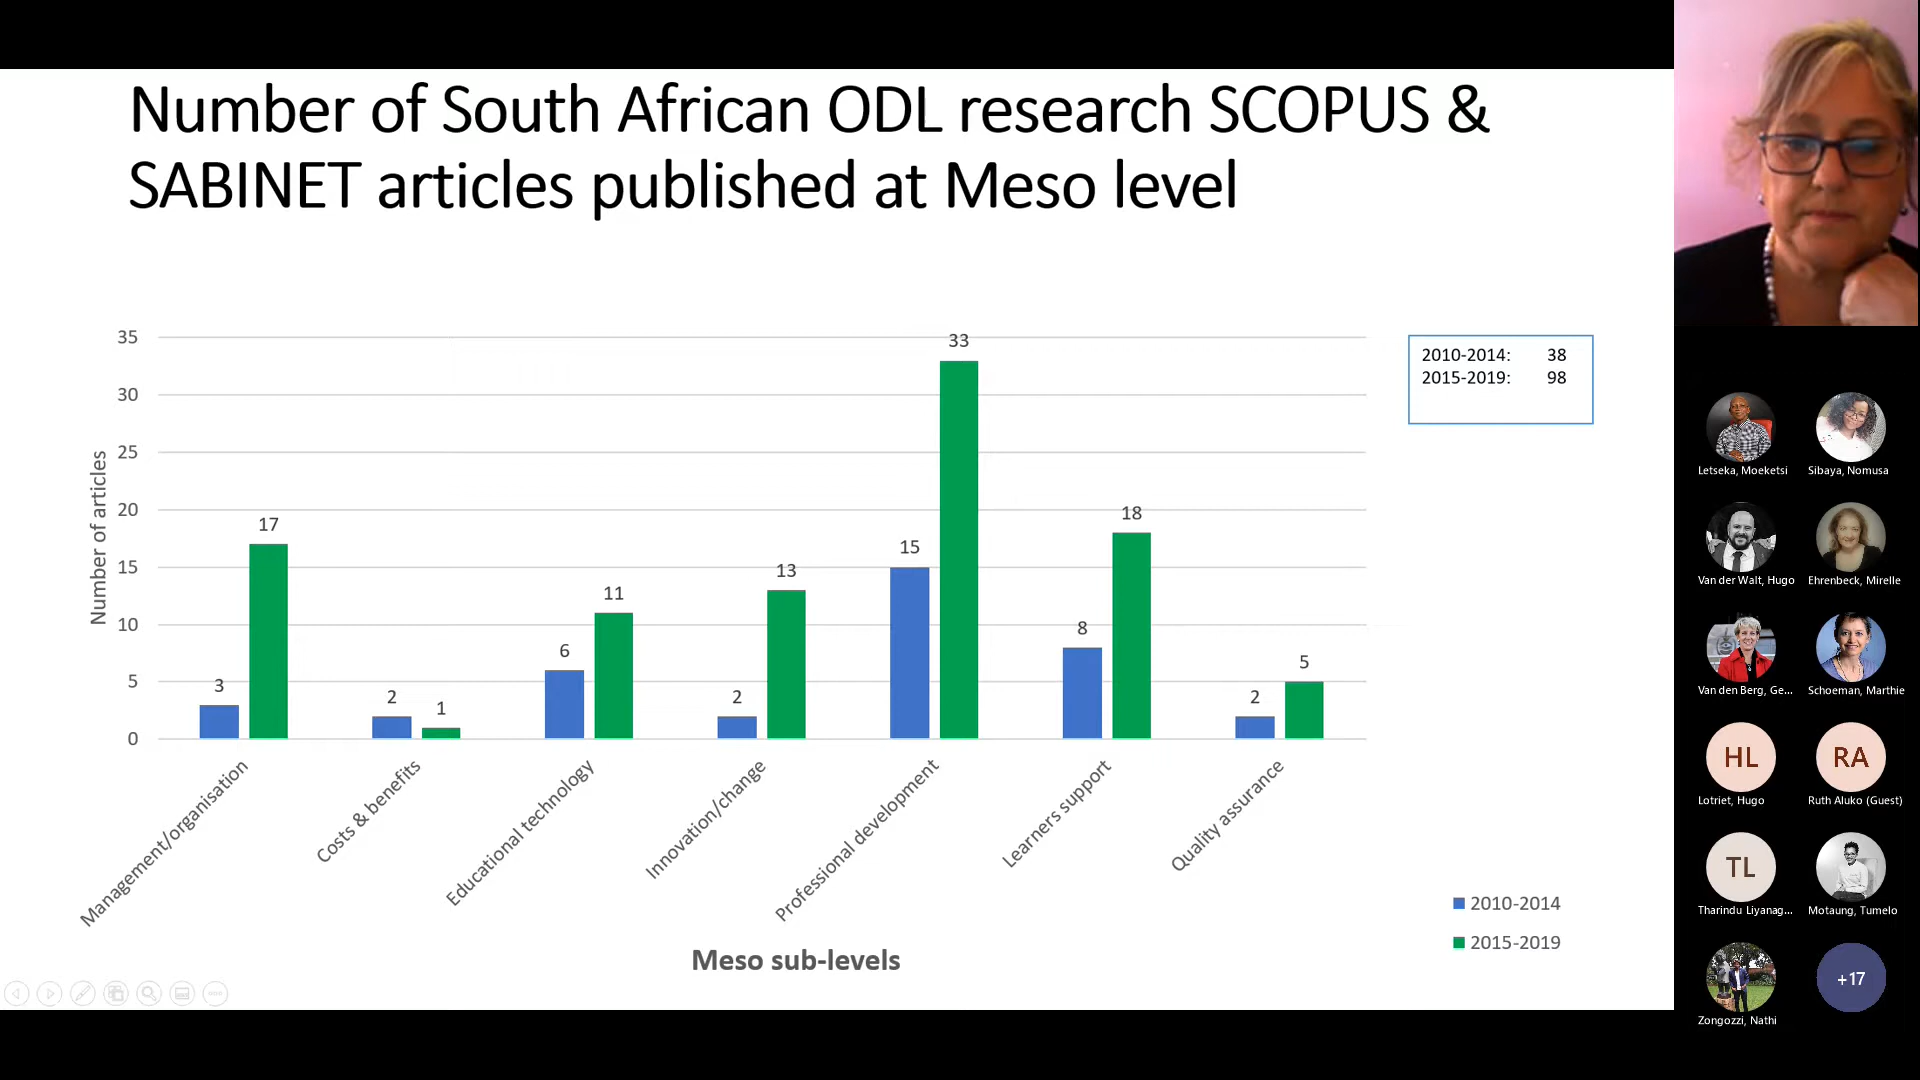 Number of South African ODL research SCOPUS &
SABINET articles published at Meso level
35
30
25
20
15
10
5
0
Number of articles
3
17
2
1
6
11
2
13
15
33
8
18
2
5
Management/organisation
Costs & benefits
Educational technology
Innovation/change
Professional development
Learners support
Quality assurance
Meso sub-levels
2010-2014: 38
2015-2019: 98
2010-2014
2015-2019
Letseka, Moeketsi
Sibaya, Nomusa
Van der Walt, Hugo
Ehrenbeck, Mirelle
Van den Berg, Ge...
Schoeman, Marthie
HL
RA
Lotriet, Hugo
Ruth Aluko (Guest)
TL
Tharindu Liyanag...
Motaung, Tumelo
+17
Zongozzi, Nathi